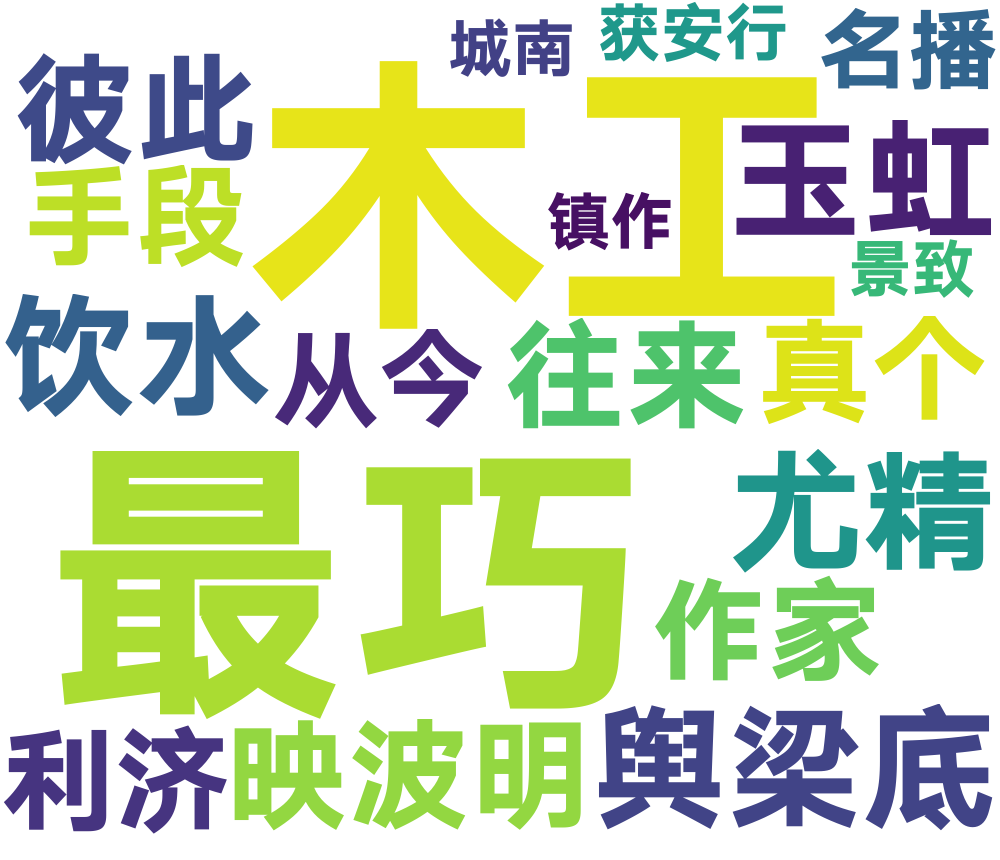 城南
获安行
名播
彼此
木工
玉虹
手段
镇作
景致
饮水
从今
往来
真个
最巧
尤精
作家
利济
映波明
舆梁底